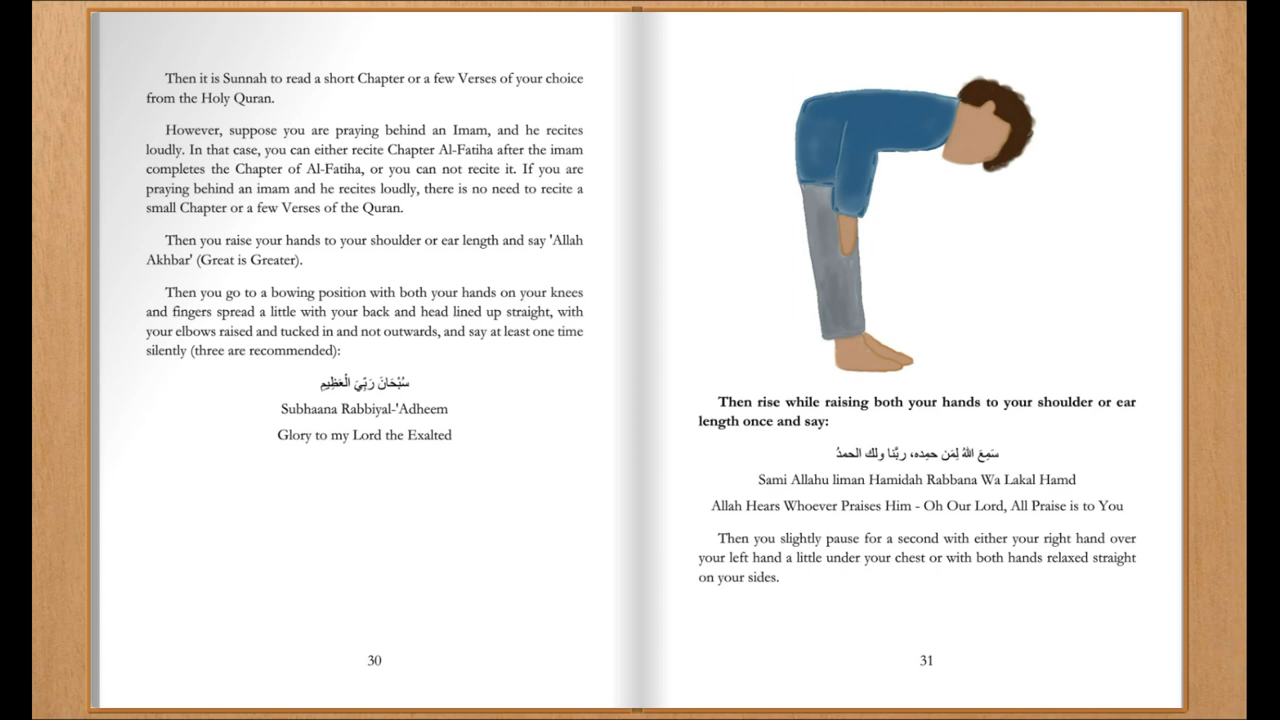 Then it is Sunnah to read a short Chapter or a few Verses of your choice
from the Holy Quran.
However, suppose you are praying behind an Imam, and he recites
loudly. In that case, you can either recite Chapter Al-Fatiha after the imam
completes the Chapter of Al-Fatiha, or you can not recite it. If you are
praying behind an imam and he recites loudly, there is no need to recite a
small Chapter or a few Verses of the Quran.
Then you raise your hands to your shoulder or ear length and say 'Allah
Akhbar' (Great is Greater).
Then you go to a bowing position with both your hands on your knees
and fingers spread a little with your back and head lined up straight, with
your elbows raised and tucked in and not outwards, and say at least one time
silently (three are recommended):
سُبْحَانَ رَبِّيَ الْعَظِيمِ
Subhaana Rabbiyal-'Adheem
Glory to my Lord the Exalted
30
Then rise while raising both your hands to your shoulder or ear
length once and say:
سَمِعَ اللهُ لِمَن حمِده، ربَّنا ولك الحمدُ
Sami Allahu liman Hamidah Rabbana Wa Lakal Hamd
Allah Hears Whoever Praises Him - Oh Our Lord, All Praise is to You
Then you slightly pause for a second with either your right hand over
your left hand a little under your chest or with both hands relaxed straight
on your sides.
31